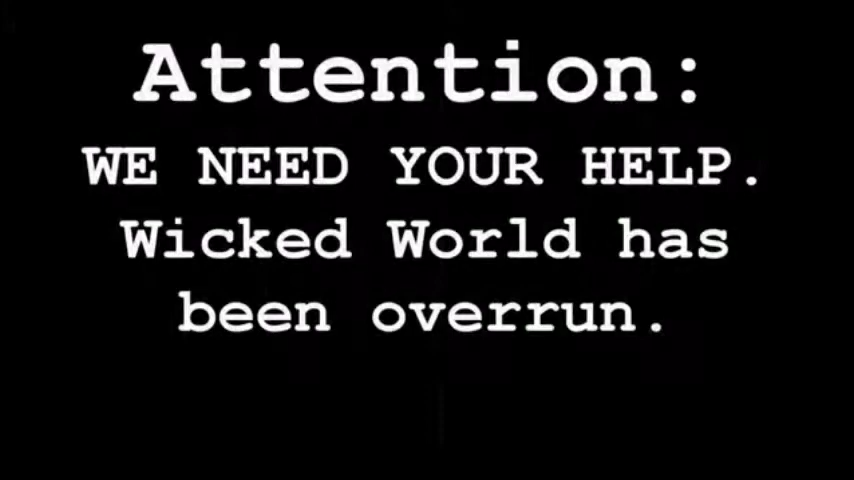 Attention:
WE NEED YOUR HELP.
Wicked World has
been overrun.